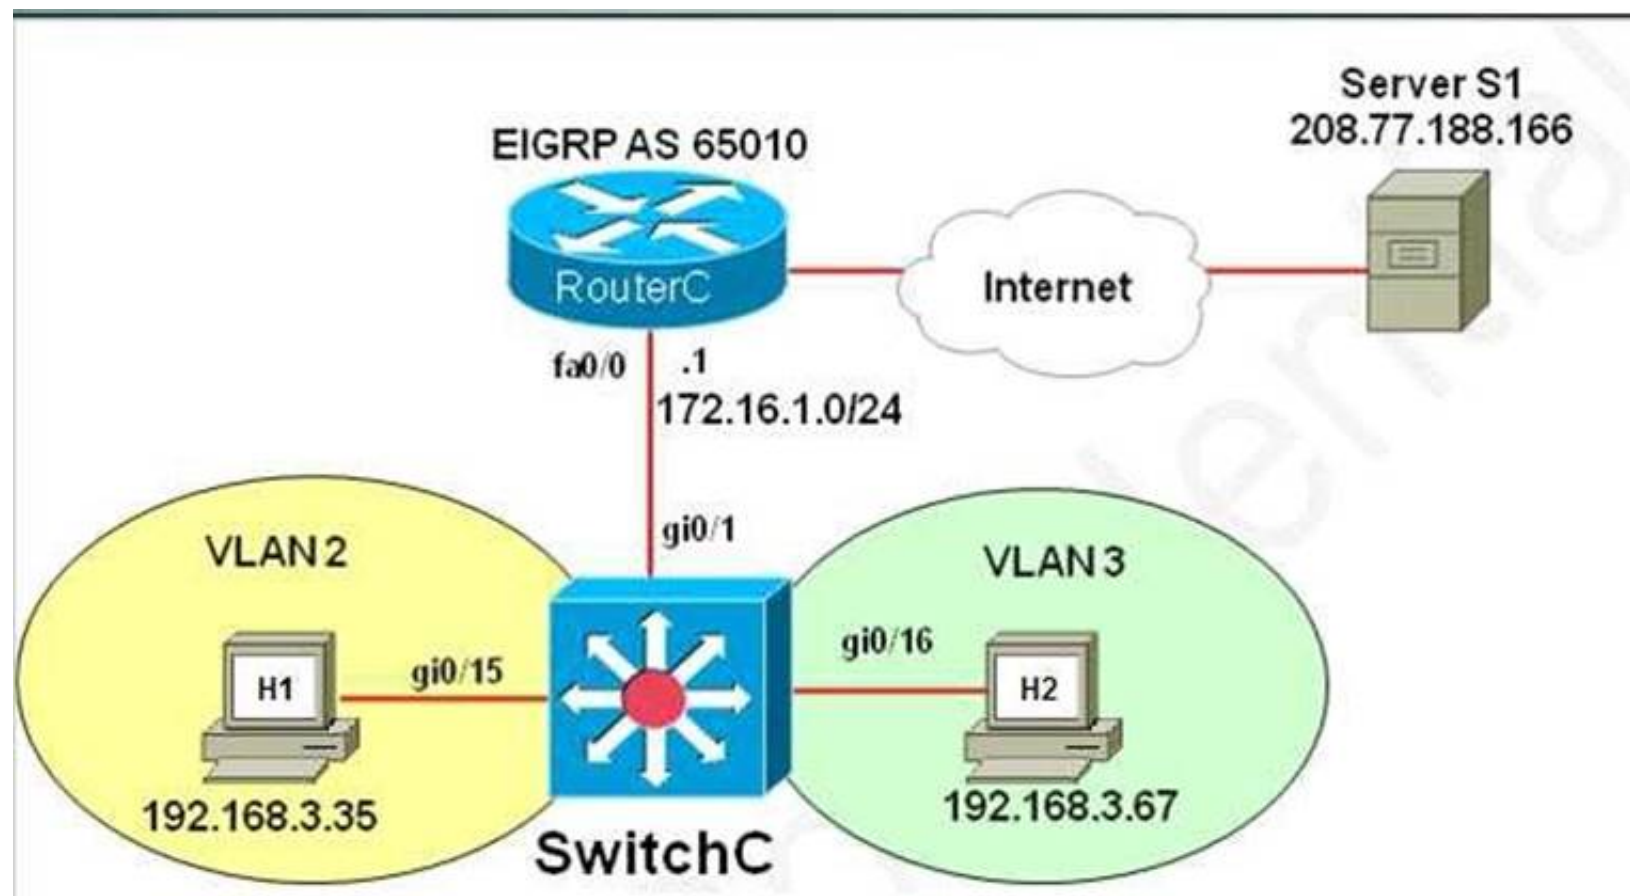 Server S1
208.77.188.166
EIGRP AS 65010
RouterC
Internet
fa0/0
.1
172.16.1.0/24
gi0/1
VLAN 2
VLAN 3
gi0/15
gi0/16
H1
H2
192.168.3.35
192.168.3.67
SwitchC